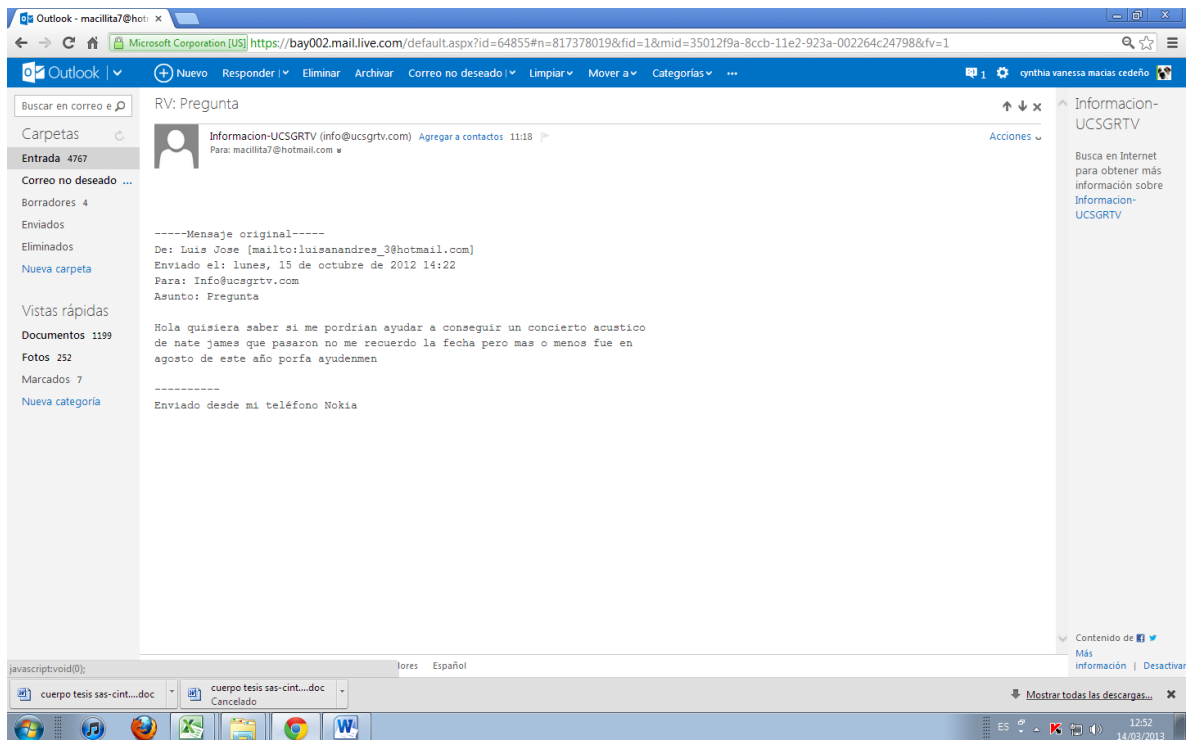 Outlook - macillita7@hot
Microsoft Corporation [US] https://bay002.mail.live.com/default.aspx?id=64855#n=817378019&fid=1&mid=35012f9a-8ccb-11e2-923a-002264c24798&fv=1
Outlook Nuevo Responder Eliminar Archivar Correo no deseado Limpiar Mover a Categorías ... 1 cynthia vanessa macias cedeño
Buscar en correo e
Carpetas
Entrada 4767
Correo no deseado ...
Borradores 4
Enviados
Eliminados
Nueva carpeta
Vistas rápidas
Documentos 1199
Fotos 252
Marcados 7
Nueva categoría
RV: Pregunta
Informacion-UCSGRTV (info@ucsgrtv.com) Agregar a contactos 11:18
Acciones
Para: macillita7@hotmail.com
-----Mensaje original-----
De: Luis Jose [mailto:luisanandres_3@hotmail.com]
Enviado el: lunes, 15 de octubre de 2012 14:22
Para: Info@ucsgrtv.com
Asunto: Pregunta
Hola quisiera saber si me pordrian ayudar a conseguir un concierto acustico
de nate james que pasaron no me recuerdo la fecha pero mas o menos fue en
agosto de este año porfa ayudenmen
----------
Enviado desde mi teléfono Nokia
Informacion-
UCSGRTV
Busca en Internet
para obtener más
información sobre
Informacion-
UCSGRTV
Contenido de
Más
información | Desactivar
javascript:void(0);
lores Español
cuerpo tesis sas-cint....doc
cuerpo tesis sas-cint....doc
Cancelado
Mostrar todas las descargas...
ES
12:52
14/03/2013